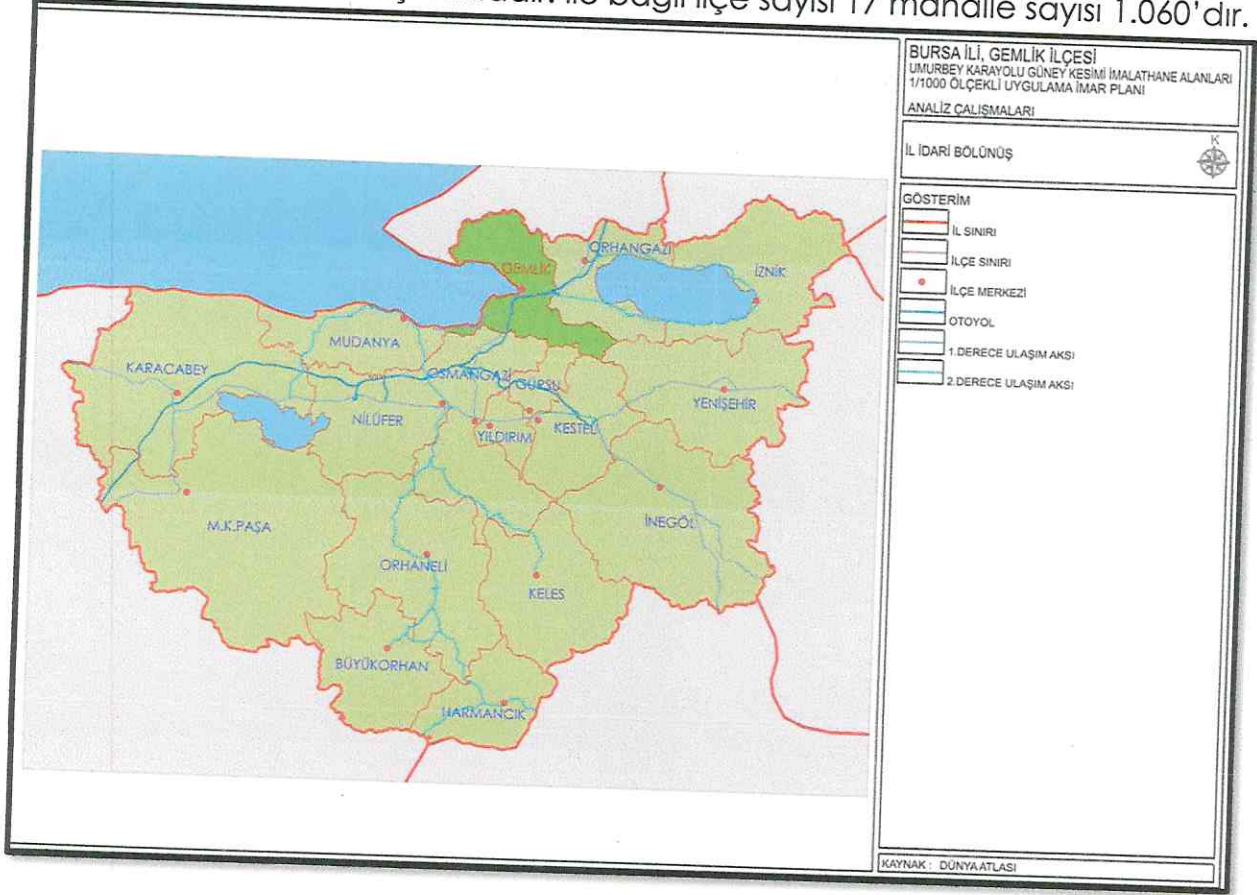 İle bağlı ilçe sayısı 17 mahalle sayısı 1.060'dır.
BURSA İLİ, GEMLİK İLÇESİ
UMURBEY KARAYOLU GÜNEY KESİMİ İMALATHANE ALANLARI
1/1000 ÖLÇEKLİ UYGULAMA İMAR PLANI
ANALİZ ÇALIŞMALARI
İL İDARİ BÖLÜNÜŞ
K
GÖSTERİM
İL SINIRI
İLÇE SINIRI
İLÇE MERKEZİ
OTOYOL
1.DERECE ULAŞIM AKSI
2.DERECE ULAŞIM AKSI
ORHANGAZİ
GEMLİK
İZNİK
MUDANYA
KARACABEY
OSMANGAZİ
GÜRSU
YENİŞEHİR
NİLÜFER
YILDIRIM
KESTEL
M.K.PAŞA
İNEGÖL
ORHANELİ
KELES
BÜYÜKORHAN
HARMANCIK
KAYNAK : DÜNYA ATLASI